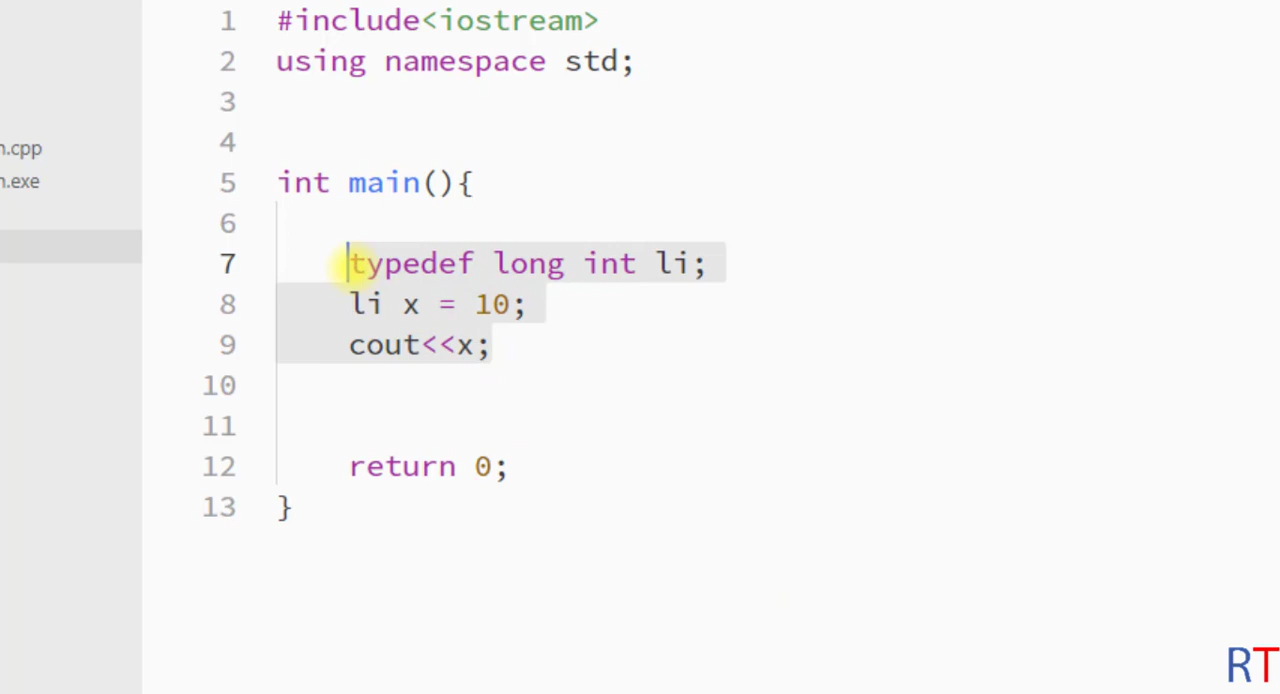 1 #include<iostream>
2 using namespace std;
3
4
n.cpp
n.exe
5 int main(){
6
7 typedef long int li;
8 li x = 10;
9 cout<<x;
10
11
12 return 0;
13 }
RT